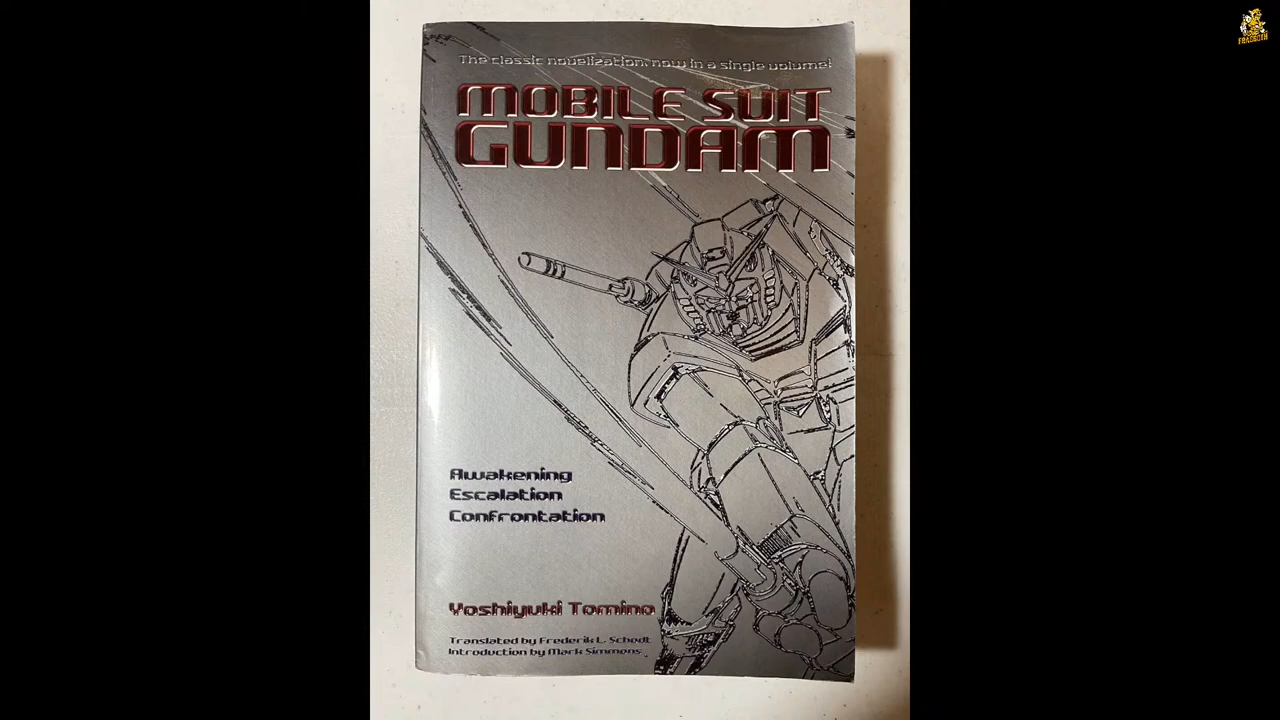 The classic novelization, now in a single volume!
MOBILE SUIT
GUNDAM
Awakening
Escalation
Confrontation
Yoshiyuki Tomino
Translated by Frederik L. Schodt
Introduction by Mark Simmons